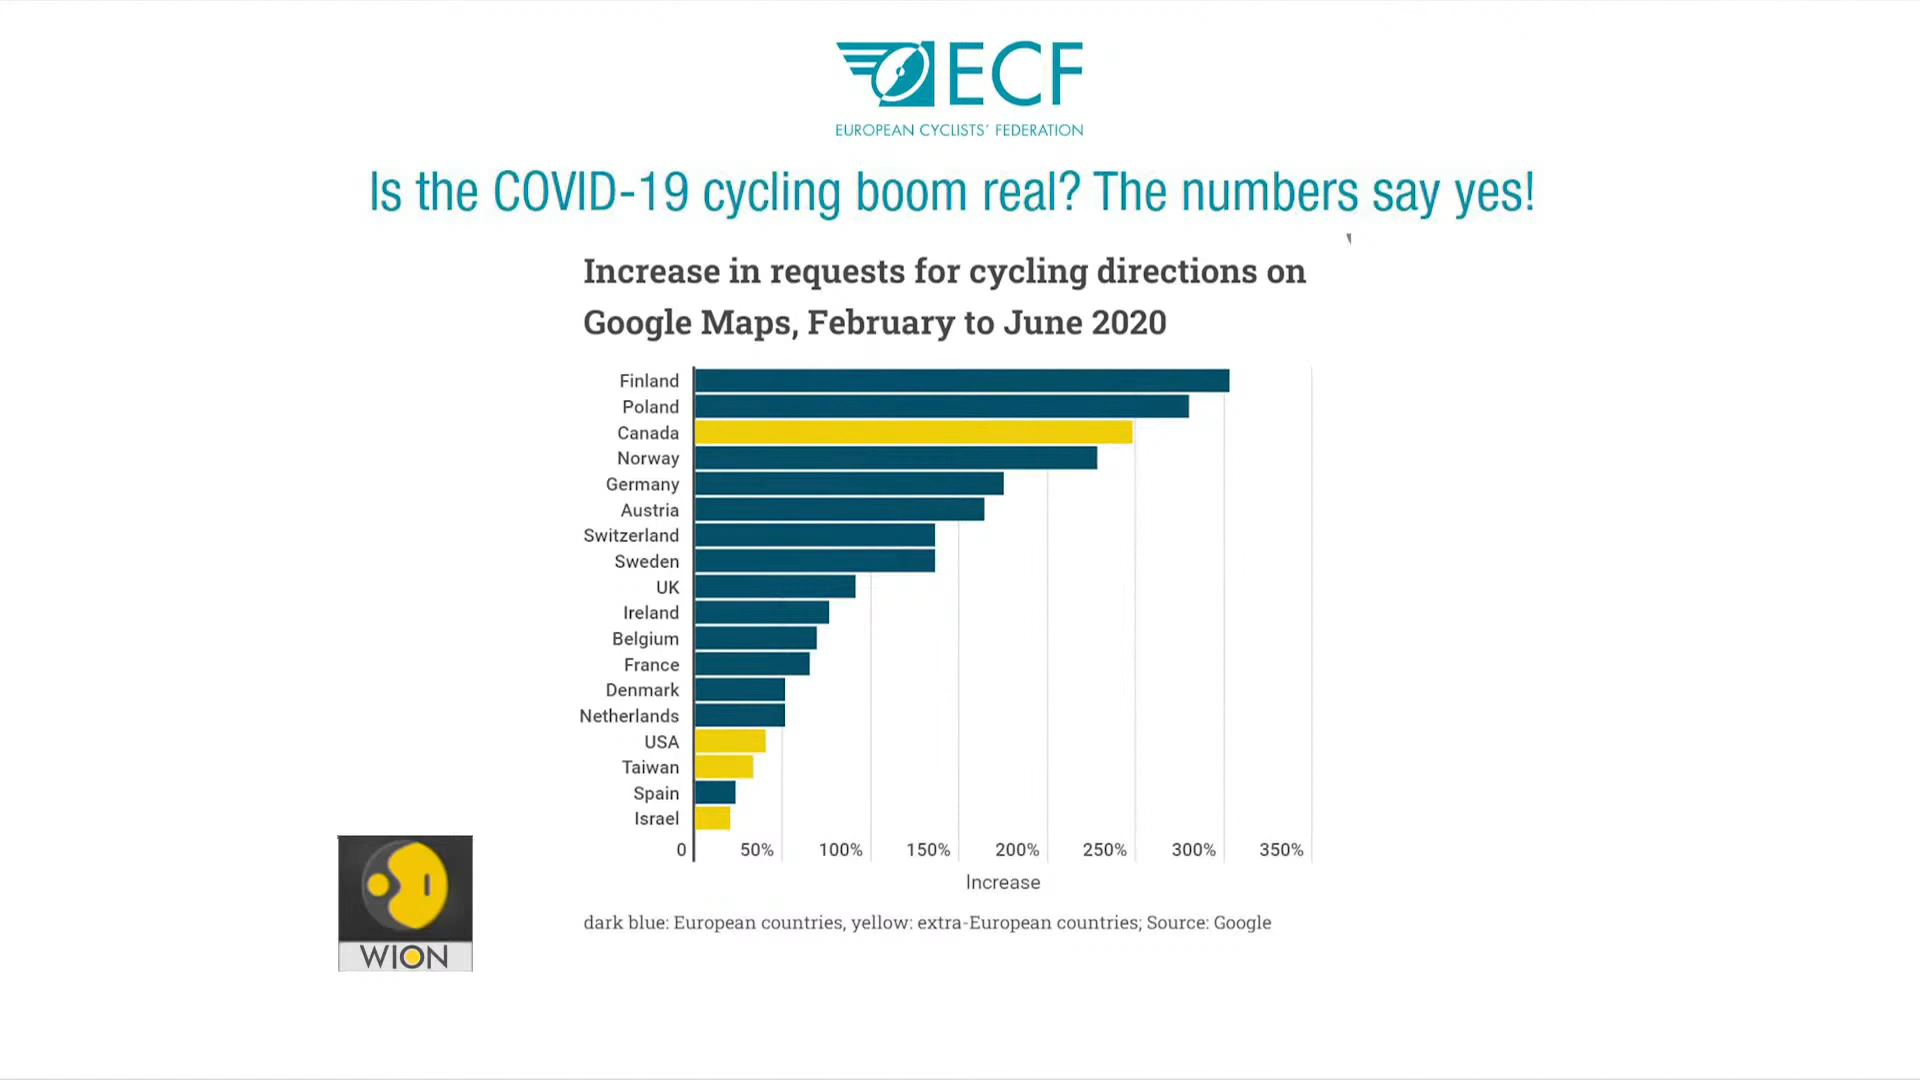 ECF
EUROPEAN CYCLISTS´ FEDERATION
Is the COVID-19 cycling boom real? The numbers say yes!
Increase in requests for cycling directions on
Google Maps, February to June 2020
Finland
Poland
Canada
Norway
Germany
Austria
Switzerland
Sweden
UK
Ireland
Belgium
France
Denmark
Netherlands
USA
Taiwan
Spain
Israel
0 50% 100% 150% 200% 250% 300% 350%
Increase
dark blue: European countries, yellow: extra-European countries; Source: Google
WION